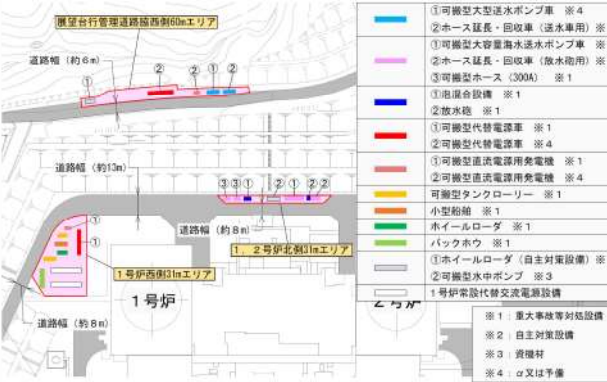 展望台行管理道路脇西側60mエリア
道路幅(約6m)
① ② ② ① ②
道路幅(約13m)
③ ③ ① ② ① ② ②
道路幅(約8m)
1,2号炉北側31mエリア
①
①
1号炉西側31mエリア
1号炉
2号炉
道路幅(約8m)
①可搬型大型送水ポンプ車 ※4
②ホース延長・回収車(送水車用) ※
①可搬型大容量海水送水ポンプ車 ※
②ホース延長・回収車(放水砲用) ※
③可搬型ホース(300A) ※1
①泡混合設備 ※1
②放水砲 ※1
①可搬型代替電源車 ※1
②可搬型代替電源車 ※4
①可搬型直流電源用発電機 ※1
②可搬型直流電源用発電機 ※4
可搬型タンクローリー ※1
小型船舶 ※1
ホイールローダ ※1
バックホウ ※1
①ホイールローダ(自主対策設備) ※
②可搬型水中ポンプ ※3
1号炉常設代替交流電源設備
※1:重大事故等対処設備
※2:自主対策設備
※3:資機材
※4:α又は予備